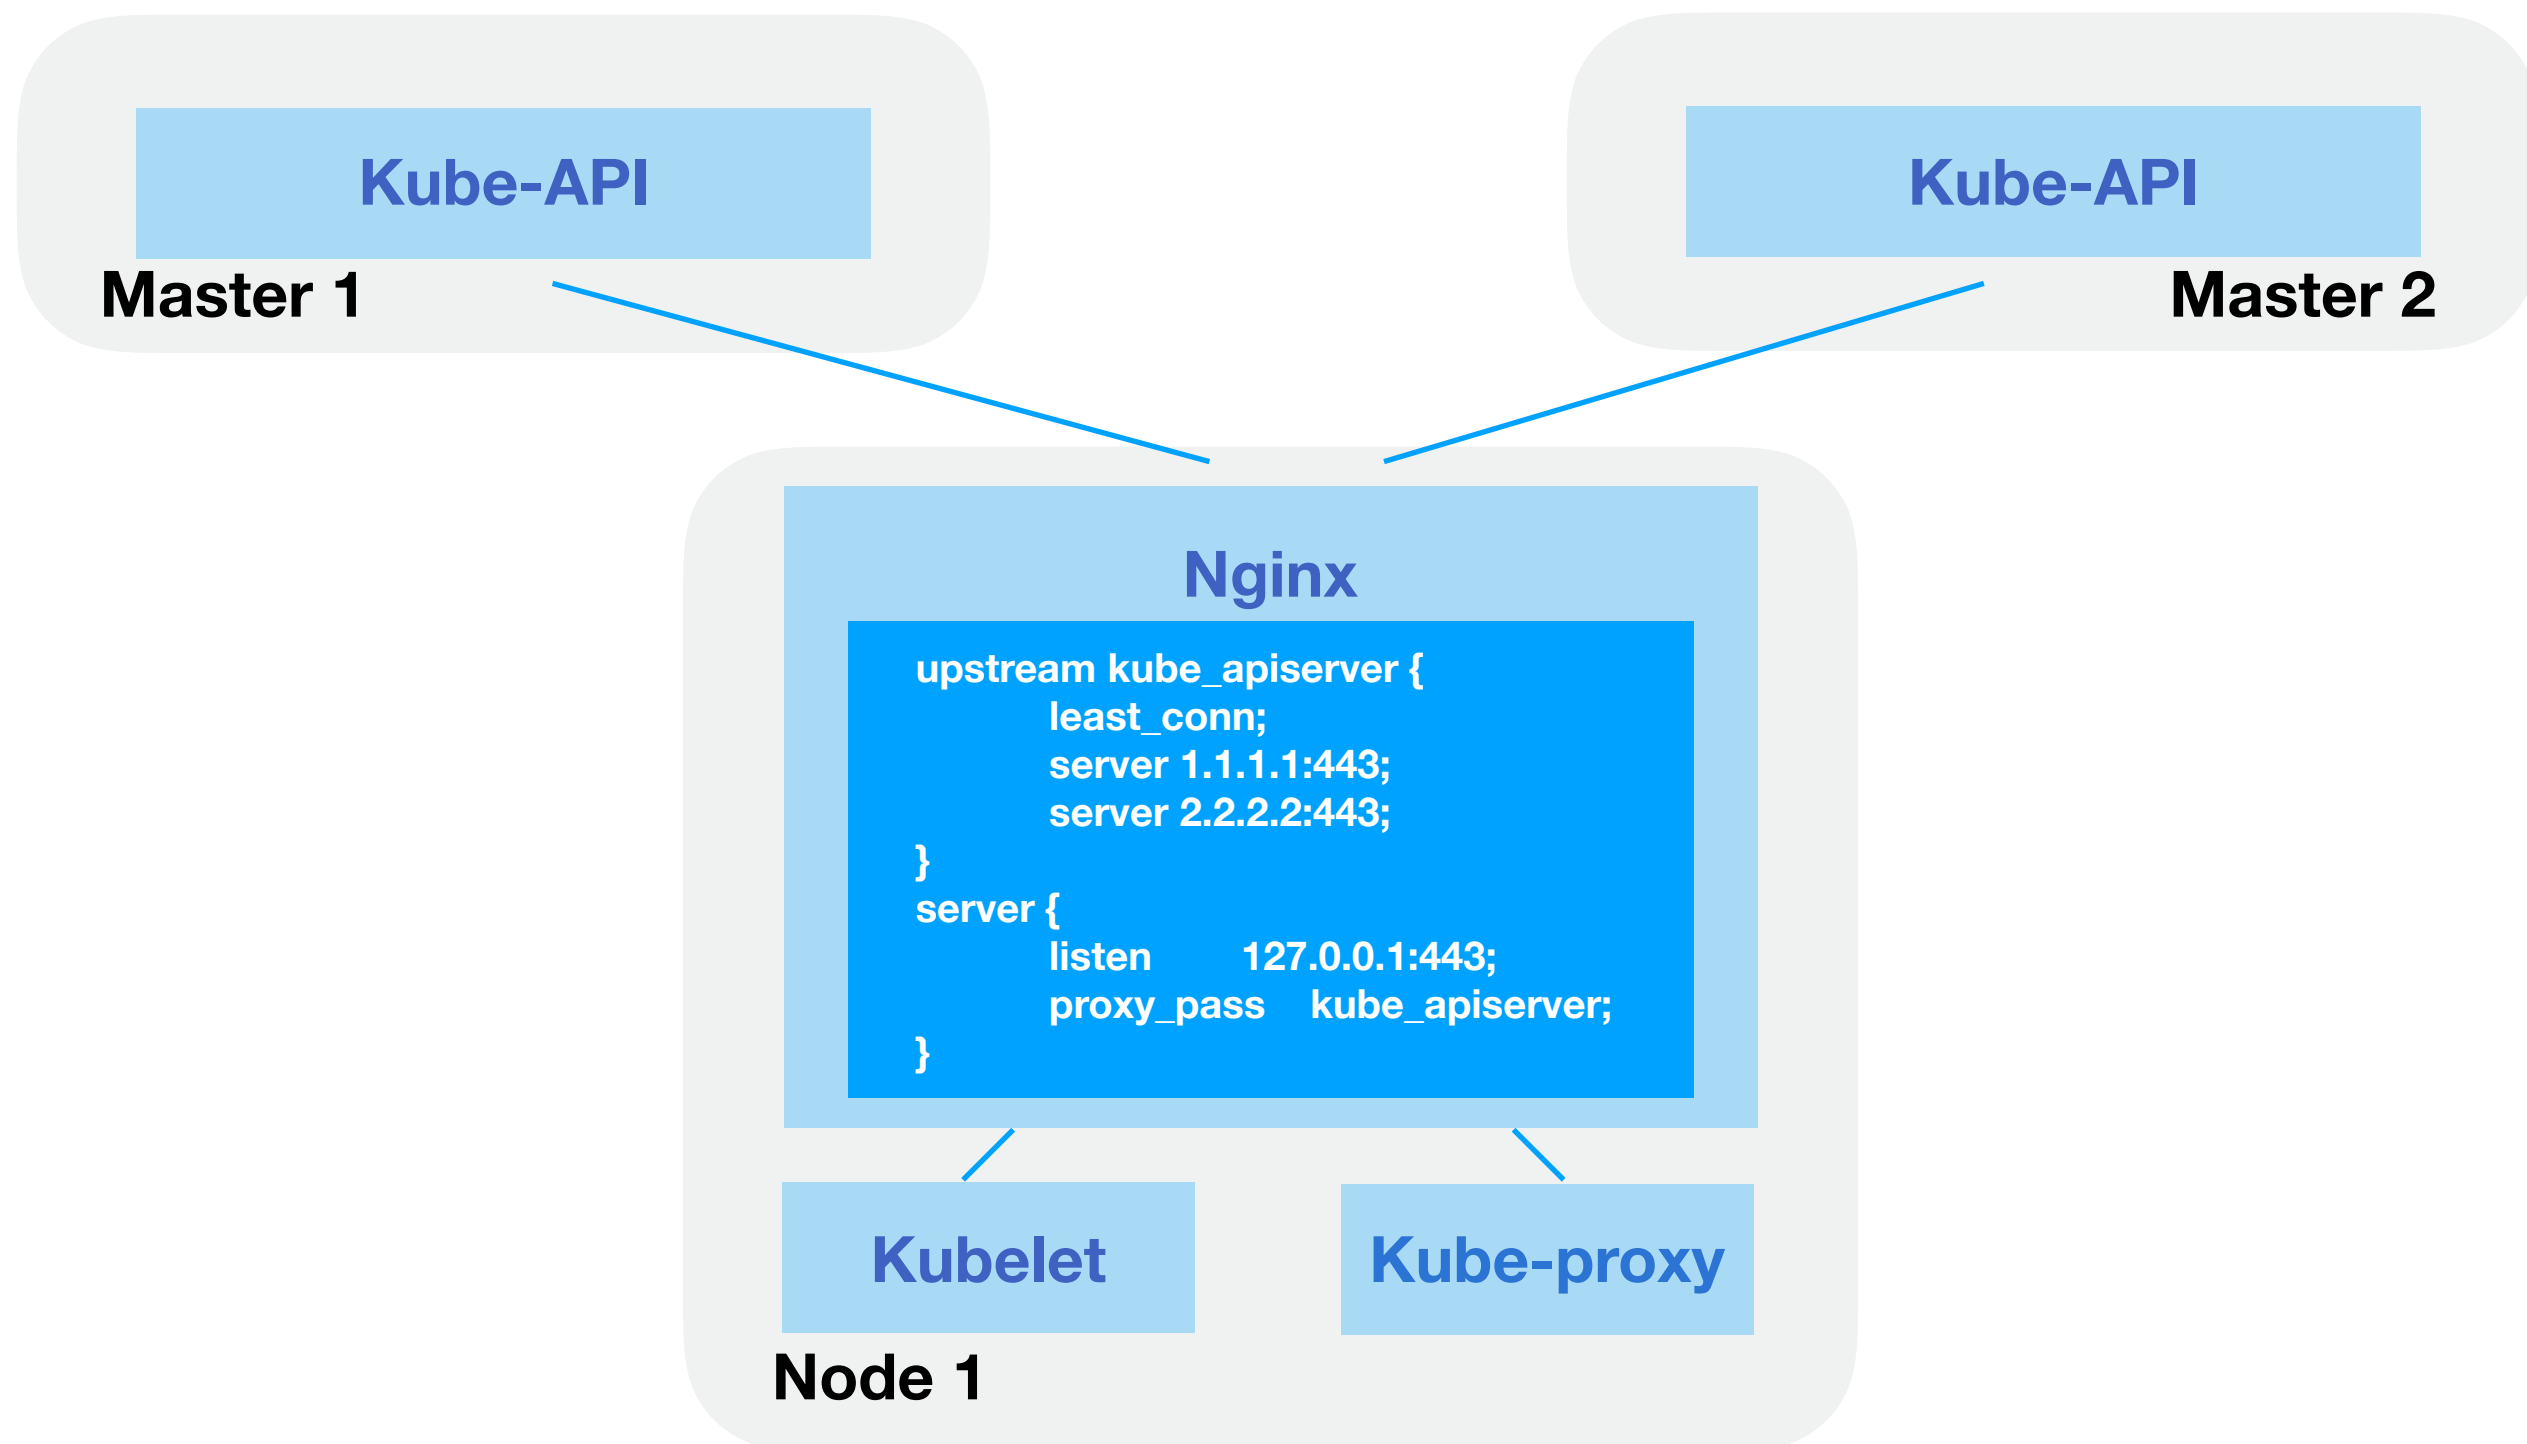 Kube-API
Kube-API
Master 1
Master 2
Nginx
upstream kube_apiserver {
least_conn;
server 1.1.1.1:443;
server 2.2.2.2:443;
}
server {
listen 127.0.0.1:443;
proxy_pass kube_apiserver;
}
Kubelet
Kube-proxy
Node 1